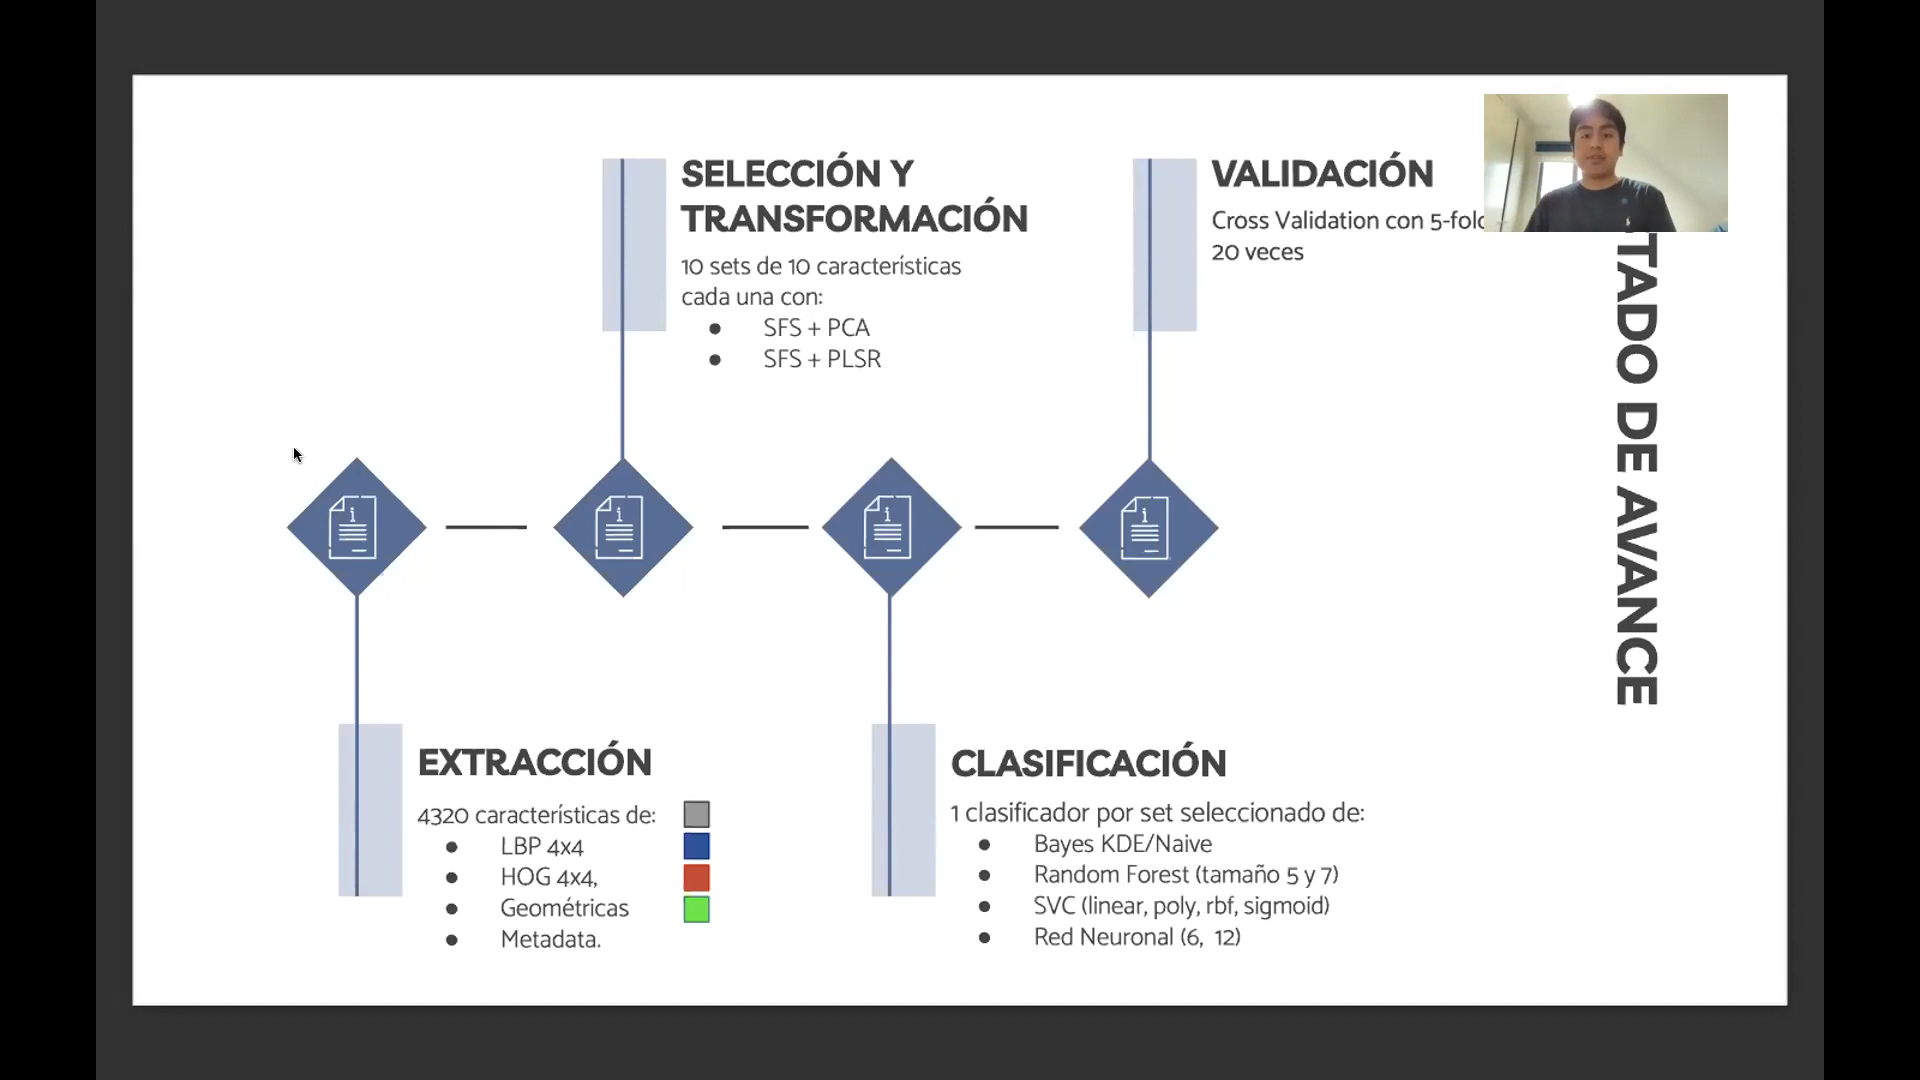 SELECCIÓN Y
TRANSFORMACIÓN
10 sets de 10 características
cada una con:
● SFS + PCA
● SFS + PLSR
VALIDACIÓN
Cross Validation con 5-fol
20 veces
TADO DE AVANCE
EXTRACCIÓN
4320 características de:
● LBP 4x4
● HOG 4x4,
● Geométricas
● Metadata.
CLASIFICACIÓN
1 clasificador por set seleccionado de:
● Bayes KDE/Naive
● Random Forest (tamaño 5 y 7)
● SVC (linear, poly, rbf, sigmoid)
● Red Neuronal (6, 12)